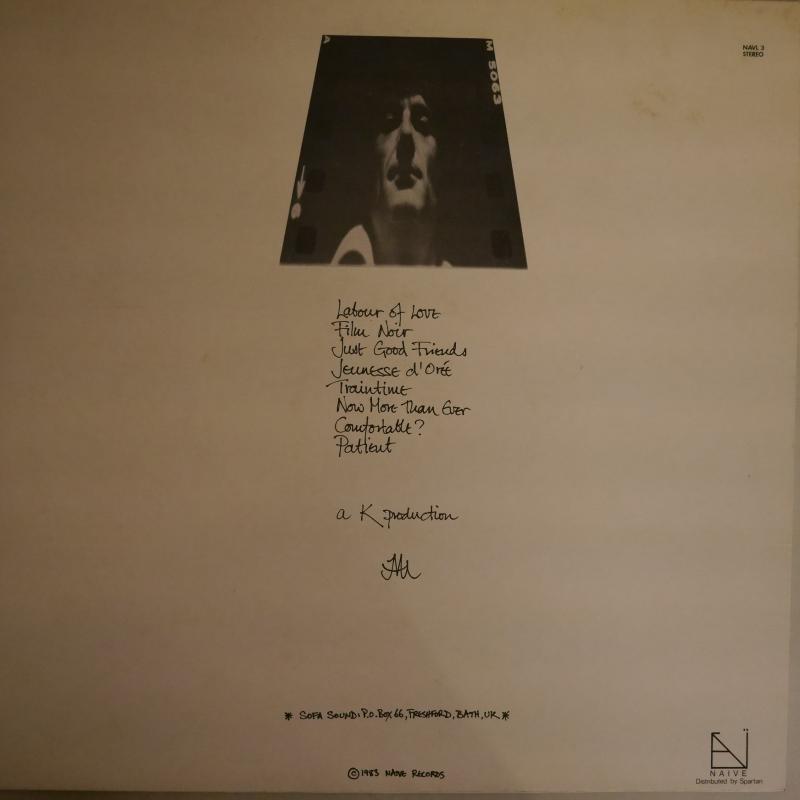 A
M 5063
NAVL 3
STEREO
Labour of Love
Film Noir
Just Good Friends
Jeunesse d'Orée
Traintime
Now More Than Ever
Comfortable?
Patient
a K production
* SOFA SOUND: P.O. BOX 66, FRESHFORD, BATH, UK *
© 1983 NAIVE RECORDS
NAIVE
Distributed by Spartan